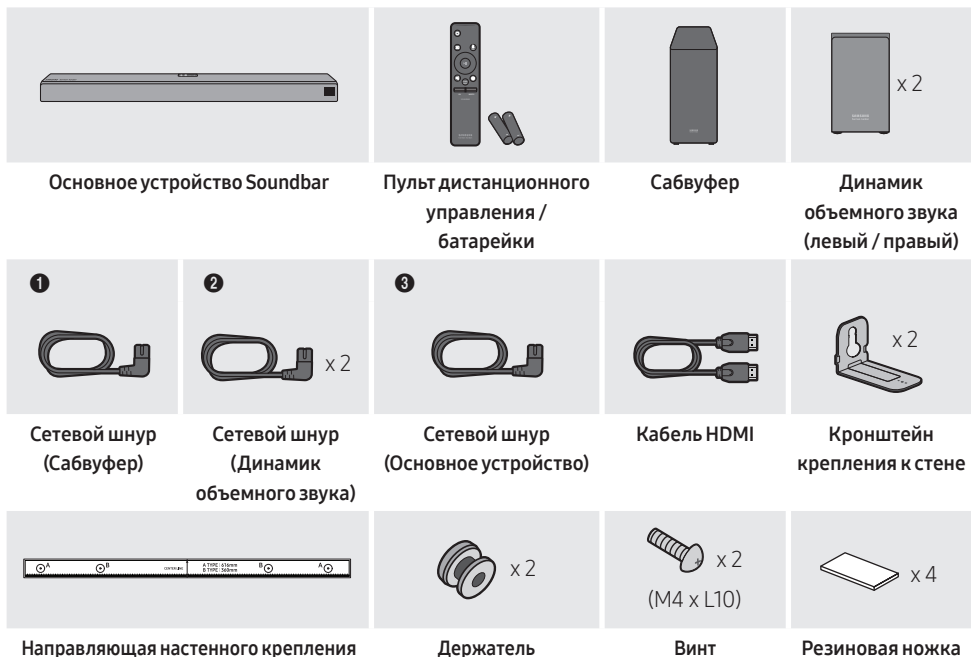 x 2
Основное устройство Soundbar
Пульт дистанционного
управления /
батарейки
Сабвуфер
Динамик
объемного звука
(левый / правый)
❶
❷
x 2
❸
x 2
Сетевой шнур
(Сабвуфер)
Сетевой шнур
(Динамик
объемного звука)
Сетевой шнур
(Основное устройство)
Кабель HDMI
Кронштейн
крепления к стене
A
B
CENTER LINE
A TYPE : 616mm
B TYPE : 360mm
B
A
x 2
x 2
(M4 x L10)
x 4
Направляющая настенного крепления
Держатель
Винт
Резиновая ножка